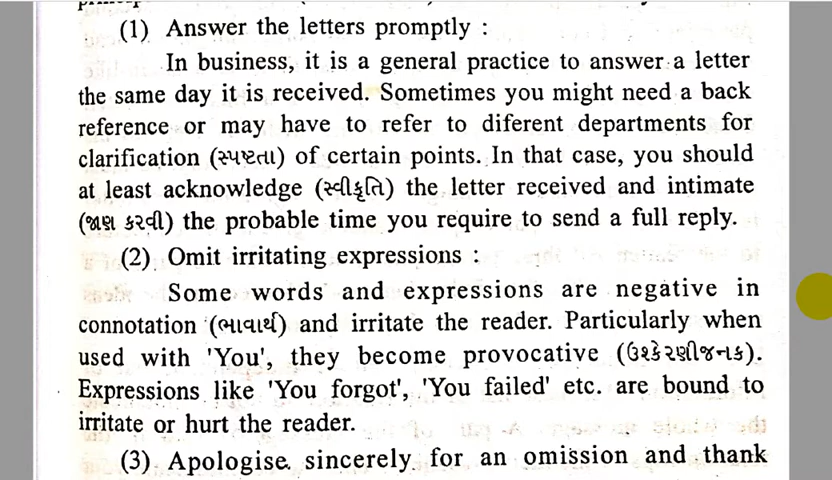 (1) Answer the letters promptly :
In business, it is a general practice to answer a letter
the same day it is received. Sometimes you might need a back
reference or may have to refer to diferent departments for
clarification (સ્પષ્ટતા) of certain points. In that case, you should
at least acknowledge (સ્વીકૃતિ) the letter received and intimate
(જાણ કરવી) the probable time you require to send a full reply.
(2) Omit irritating expressions :
Some words and expressions are negative in
connotation (ભાવાર્થ) and irritate the reader. Particularly when
used with 'You', they become provocative (ઉશ્કેરણીજનક).
Expressions like 'You forgot', 'You failed' etc. are bound to
irritate or hurt the reader.
(3) Apologise sincerely for an omission and thank